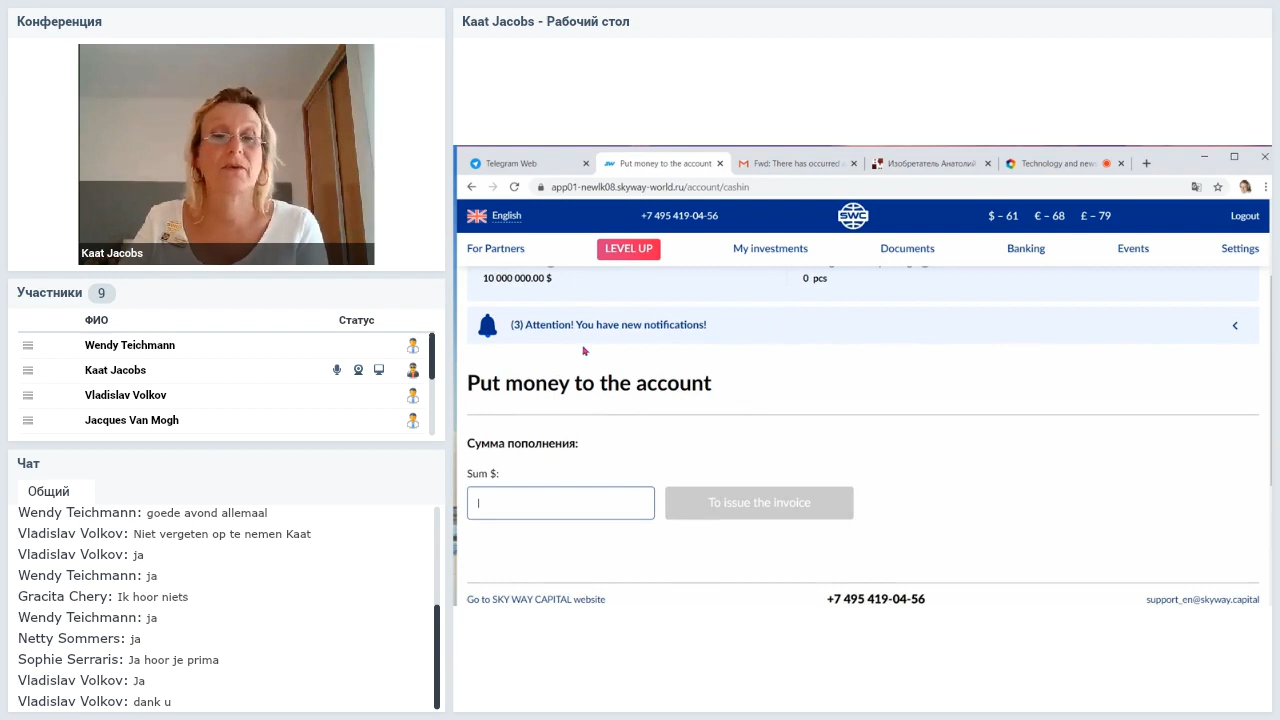 Конференция
Kaat Jacobs
Участники 9
ФИО Статус
Wendy Teichmann
Kaat Jacobs
Vladislav Volkov
Jacques Van Mogh
Чат
Общий
Wendy Teichmann: goede avond allemaal
Vladislav Volkov: Niet vergeten op te nemen Kaat
Vladislav Volkov: ja
Wendy Teichmann: ja
Gracita Chery: Ik hoor niets
Wendy Teichmann: ja
Netty Sommers: ja
Sophie Serraris: Ja hoor je prima
Vladislav Volkov: Ja
Vladislav Volkov: dank u
Kaat Jacobs - Рабочий стол
Telegram Web Put money to the account Fwd: There has occurred Изобретатель Анатолий Technology and new
app01-newlk08.skyway-world.ru/account/cashin
English +7 495 419-04-56 SWC $ – 61 € – 68 £ – 79 Logout
For Partners LEVEL UP My investments Documents Banking Events Settings
10 000 000.00 $ 0 pcs
(3) Attention! You have new notifications!
Put money to the account
Сумма пополнения:
Sum $:
To issue the invoice
Go to SKY WAY CAPITAL website +7 495 419-04-56 support_en@skyway.capital